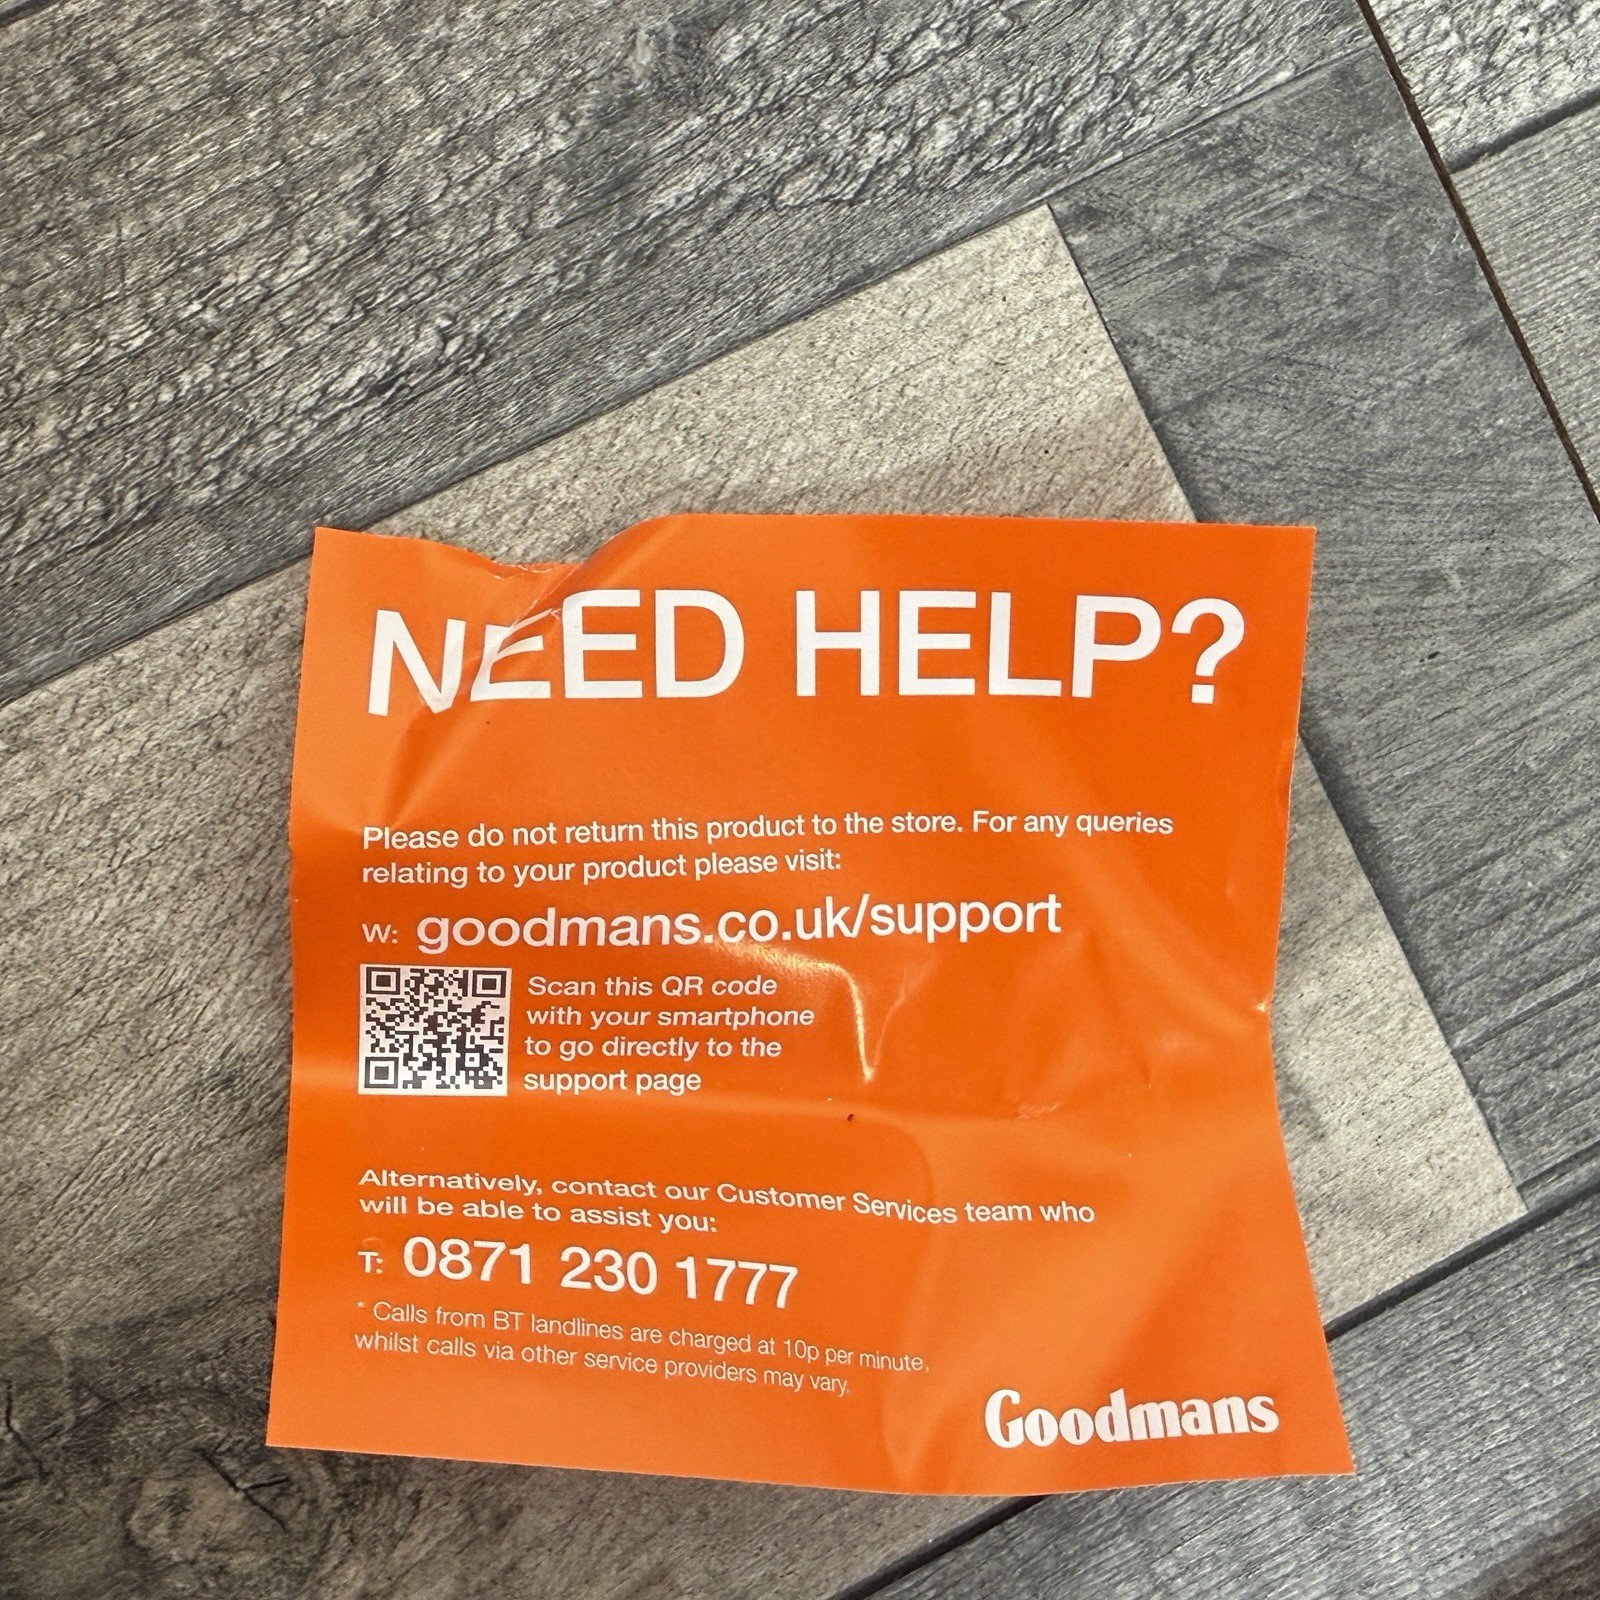 NEED HELP?
Please do not return this product to the store. For any queries
relating to your product please visit:
W: goodmans.co.uk/support
Scan this QR code
with your smartphone
to go directly to the
support page
Alternatively, contact our Customer Services team who
will be able to assist you:
T: 0871 230 1777
* Calls from BT landlines are charged at 10p per minute,
whilst calls via other service providers may vary.
Goodmans